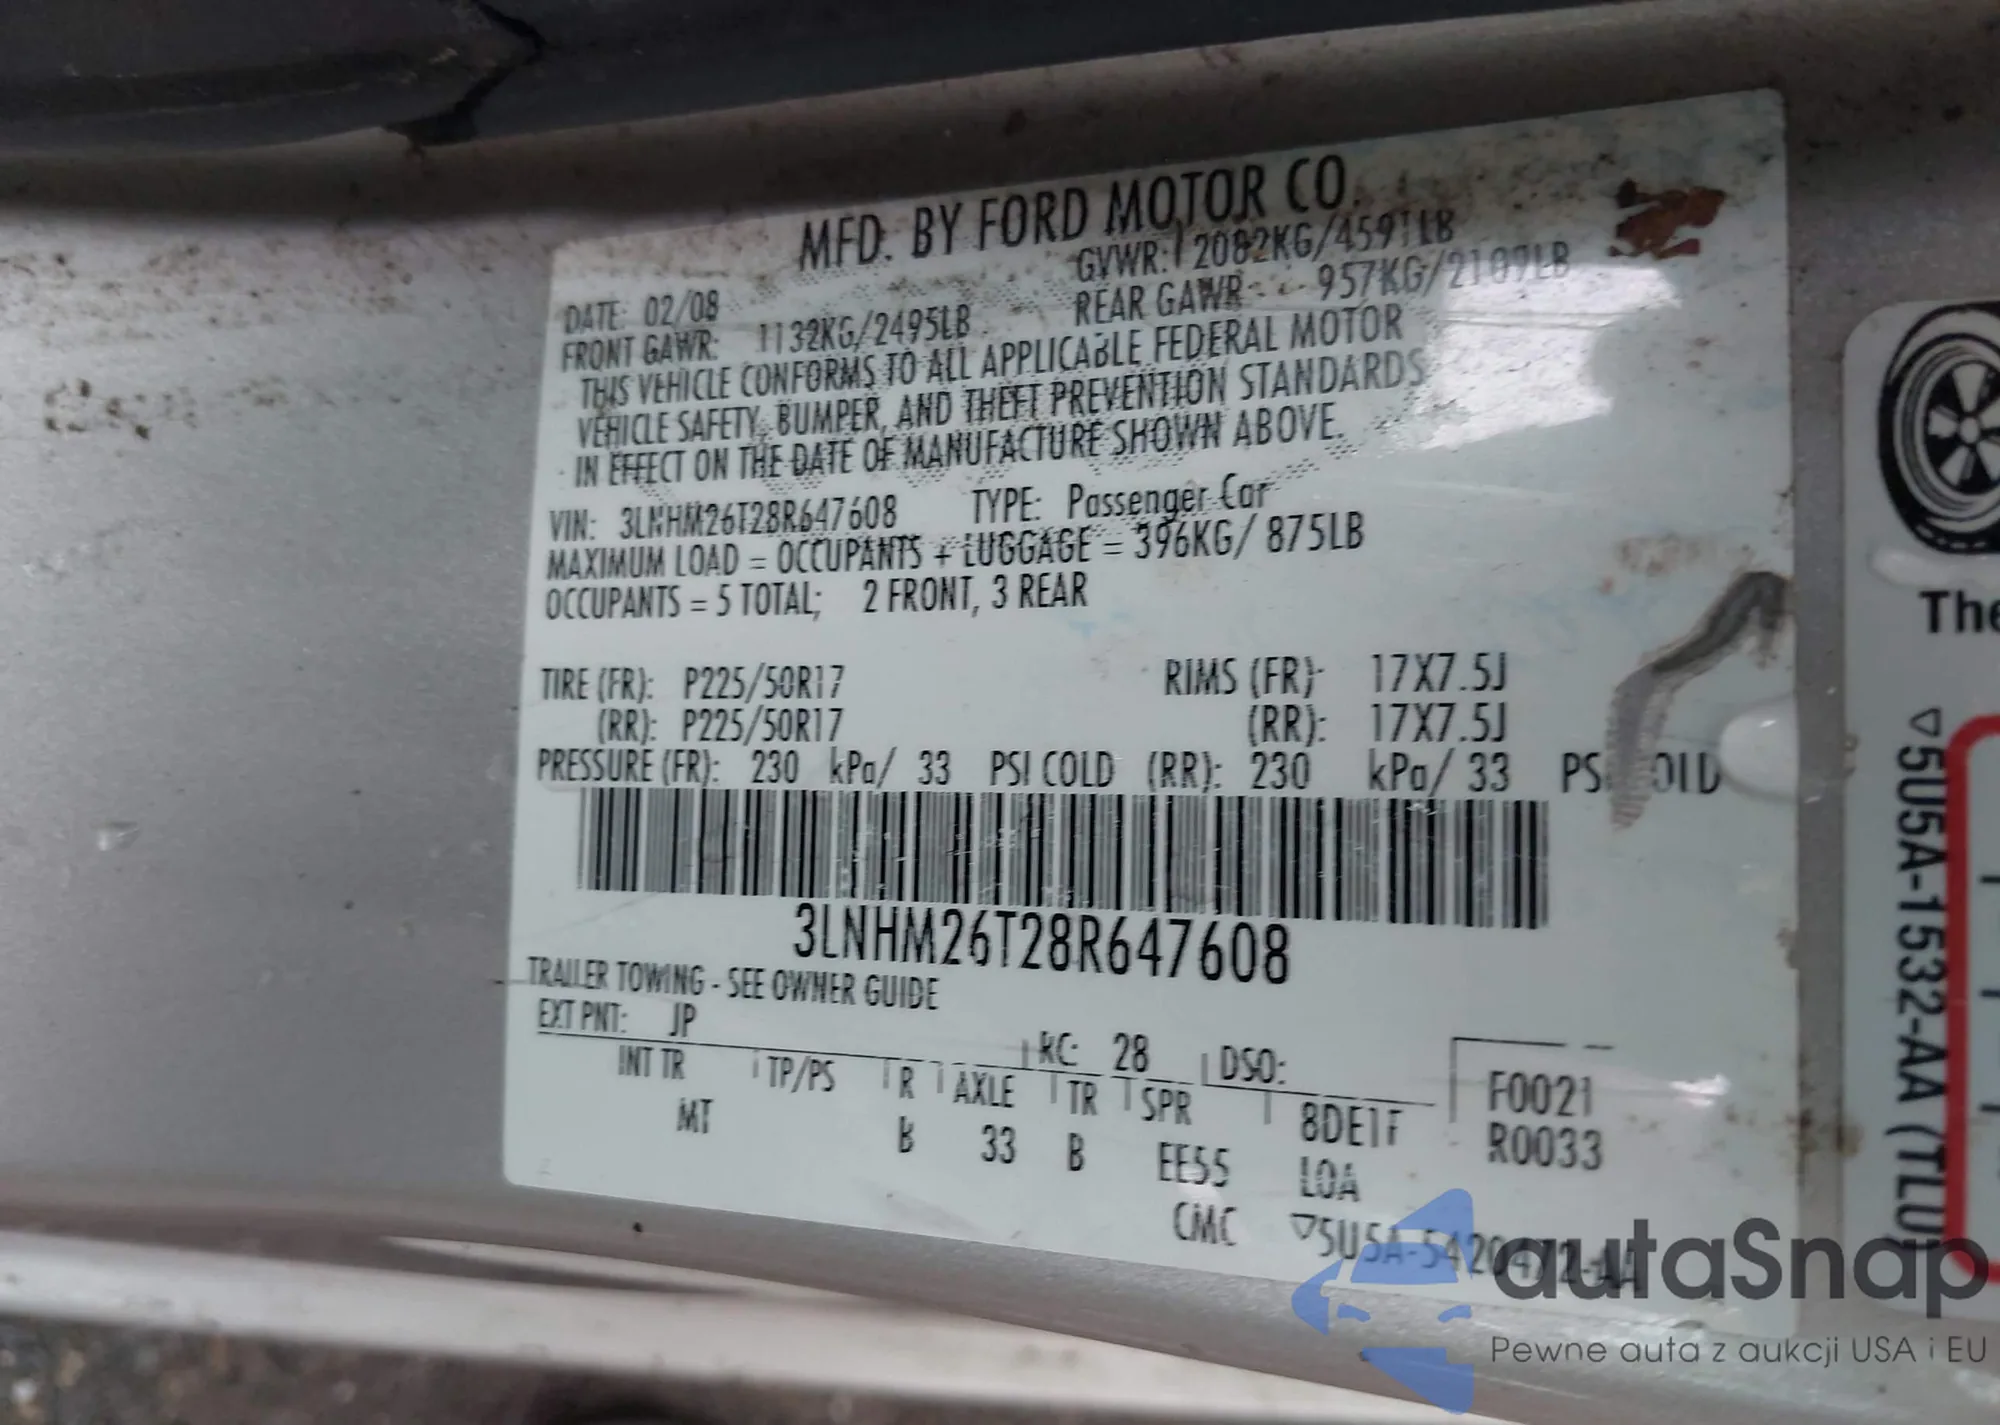 MFD. BY FORD MOTOR CO.
DATE: 02/08 GVWR: 2082KG/4591LB
FRONT GAWR: 1132KG/2495LB REAR GAWR 957KG/2109LB
THIS VEHICLE CONFORMS TO ALL APPLICABLE FEDERAL MOTOR
VEHICLE SAFETY, BUMPER, AND THEFT PREVENTION STANDARDS
IN EFFECT ON THE DATE OF MANUFACTURE SHOWN ABOVE.
VIN: 3LNHM26T28R647608 TYPE: Passenger Car
MAXIMUM LOAD = OCCUPANTS + LUGGAGE = 396KG/ 875LB
OCCUPANTS = 5 TOTAL; 2 FRONT, 3 REAR
TIRE (FR): P225/50R17 RIMS (FR): 17X7.5J
(RR): P225/50R17 (RR): 17X7.5J
PRESSURE (FR): 230 kPa/ 33 PSI COLD (RR): 230 kPa/ 33
3LNHM26T28R647608
TRAILER TOWING - SEE OWNER GUIDE
EXT PNT: JP RC: 28 DSO:
INT TR TP/PS R AXLE TR SPR 8DE1F F0021
MT B 33 B EE55 LOA R0033
CMC ▽5U5A-5420472-AA
The
▽5U5A-1532-AA (TLU)
autaSnap
Pewne auta z aukcji USA i EU